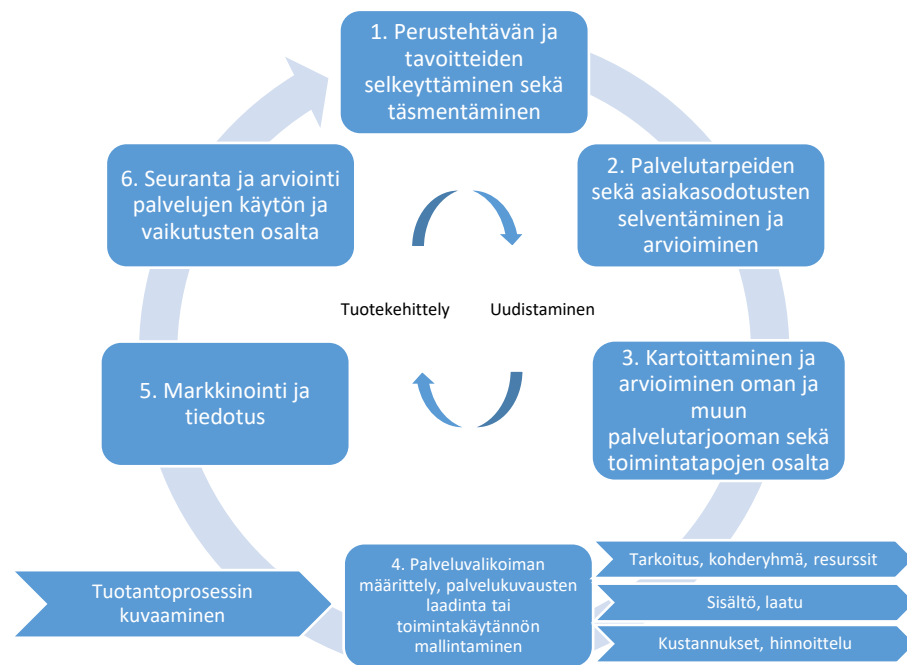 1. Perustehtävän ja
tavoitteiden
selkeyttäminen sekä
täsmentäminen
2. Palvelutarpeiden
sekä asiakasodotusten
selventäminen ja
arvioiminen
3. Kartoittaminen ja
arvioiminen oman ja
muun
palvelutarjooman sekä
toimintatapojen osalta
4. Palveluvalikoiman
määrittely, palvelukuvausten
laadinta tai
toimintakäytännön
mallintaminen
Tarkoitus, kohderyhmä, resurssit
Sisältö, laatu
Kustannukset, hinnoittelu
Tuotantoprosessin
kuvaaminen
5. Markkinointi ja
tiedotus
6. Seuranta ja arviointi
palvelujen käytön ja
vaikutusten osalta
Tuotekehittely
Uudistaminen